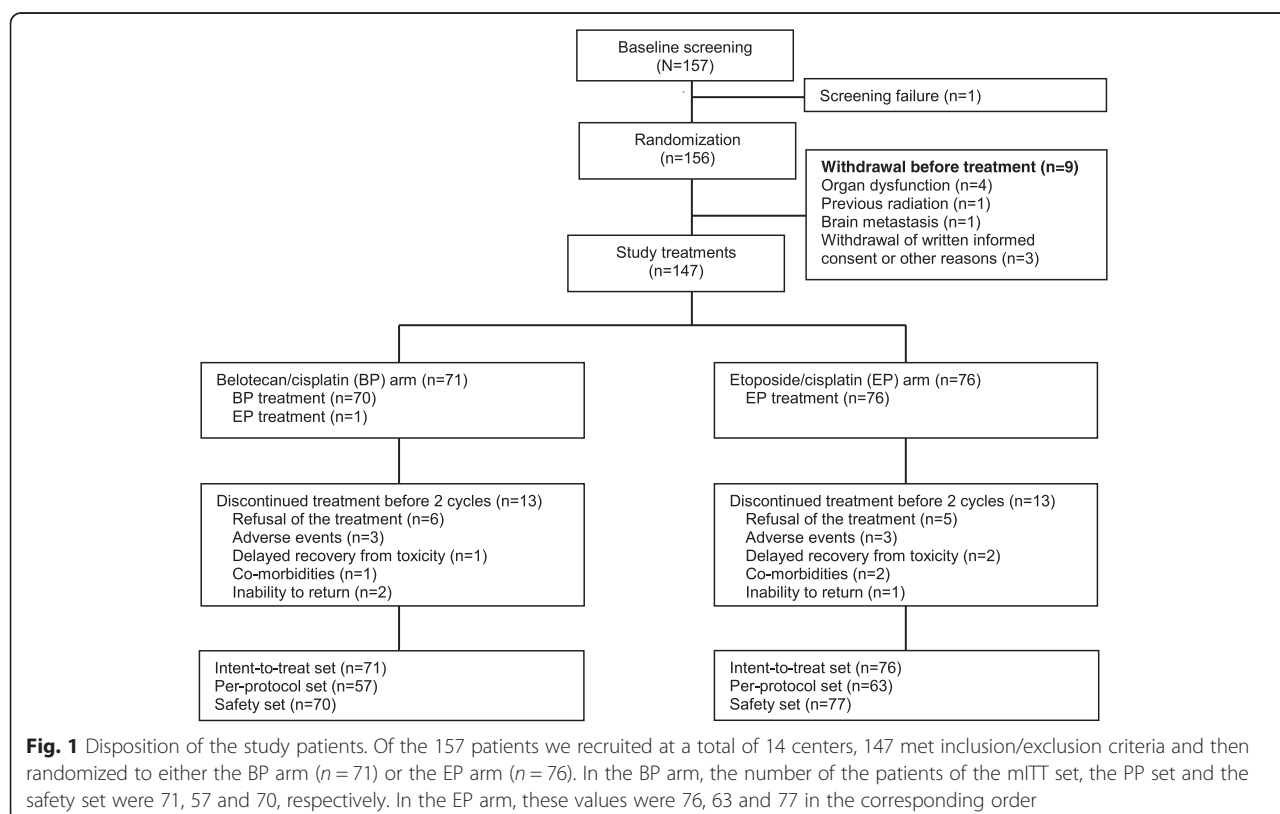 Baseline screening
(N=157)
Screening failure (n=1)
Randomization
(n=156)
Withdrawal before treatment (n=9)
Organ dysfunction (n=4)
Previous radiation (n=1)
Brain metastasis (n=1)
Withdrawal of written informed
consent or other reasons (n=3)
Study treatments
(n=147)
Belotecan/cisplatin (BP) arm (n=71)
BP treatment (n=70)
EP treatment (n=1)
Etoposide/cisplatin (EP) arm (n=76)
EP treatment (n=76)
Discontinued treatment before 2 cycles (n=13)
Refusal of the treatment (n=6)
Adverse events (n=3)
Delayed recovery from toxicity (n=1)
Co-morbidities (n=1)
Inability to return (n=2)
Discontinued treatment before 2 cycles (n=13)
Refusal of the treatment (n=5)
Adverse events (n=3)
Delayed recovery from toxicity (n=2)
Co-morbidities (n=2)
Inability to return (n=1)
Intent-to-treat set (n=71)
Per-protocol set (n=57)
Safety set (n=70)
Intent-to-treat set (n=76)
Per-protocol set (n=63)
Safety set (n=77)
Fig. 1 Disposition of the study patients. Of the 157 patients we recruited at a total of 14 centers, 147 met inclusion/exclusion criteria and then
randomized to either the BP arm (n = 71) or the EP arm (n = 76). In the BP arm, the number of the patients of the mITT set, the PP set and the
safety set were 71, 57 and 70, respectively. In the EP arm, these values were 76, 63 and 77 in the corresponding order